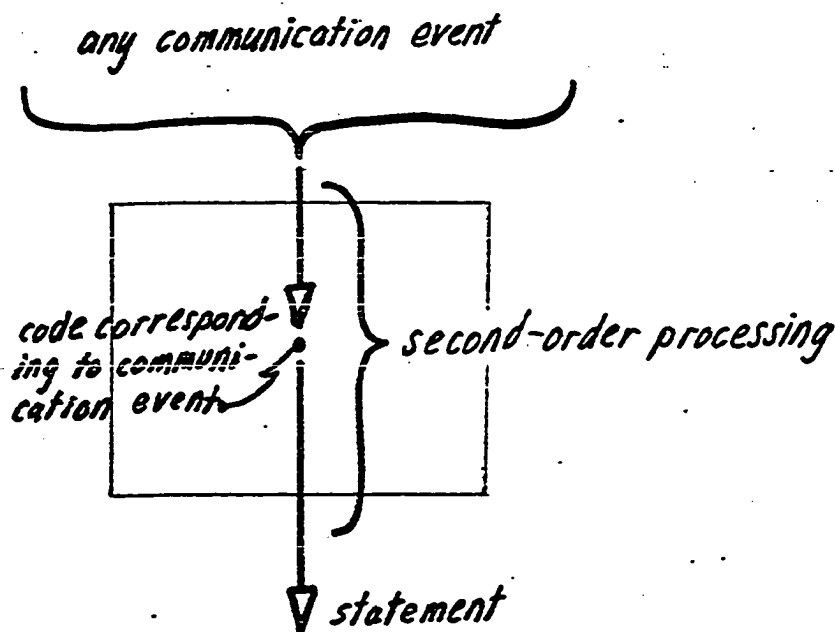 any communication event
code correspond-
ing to communi-
cation event
second-order processing
statement